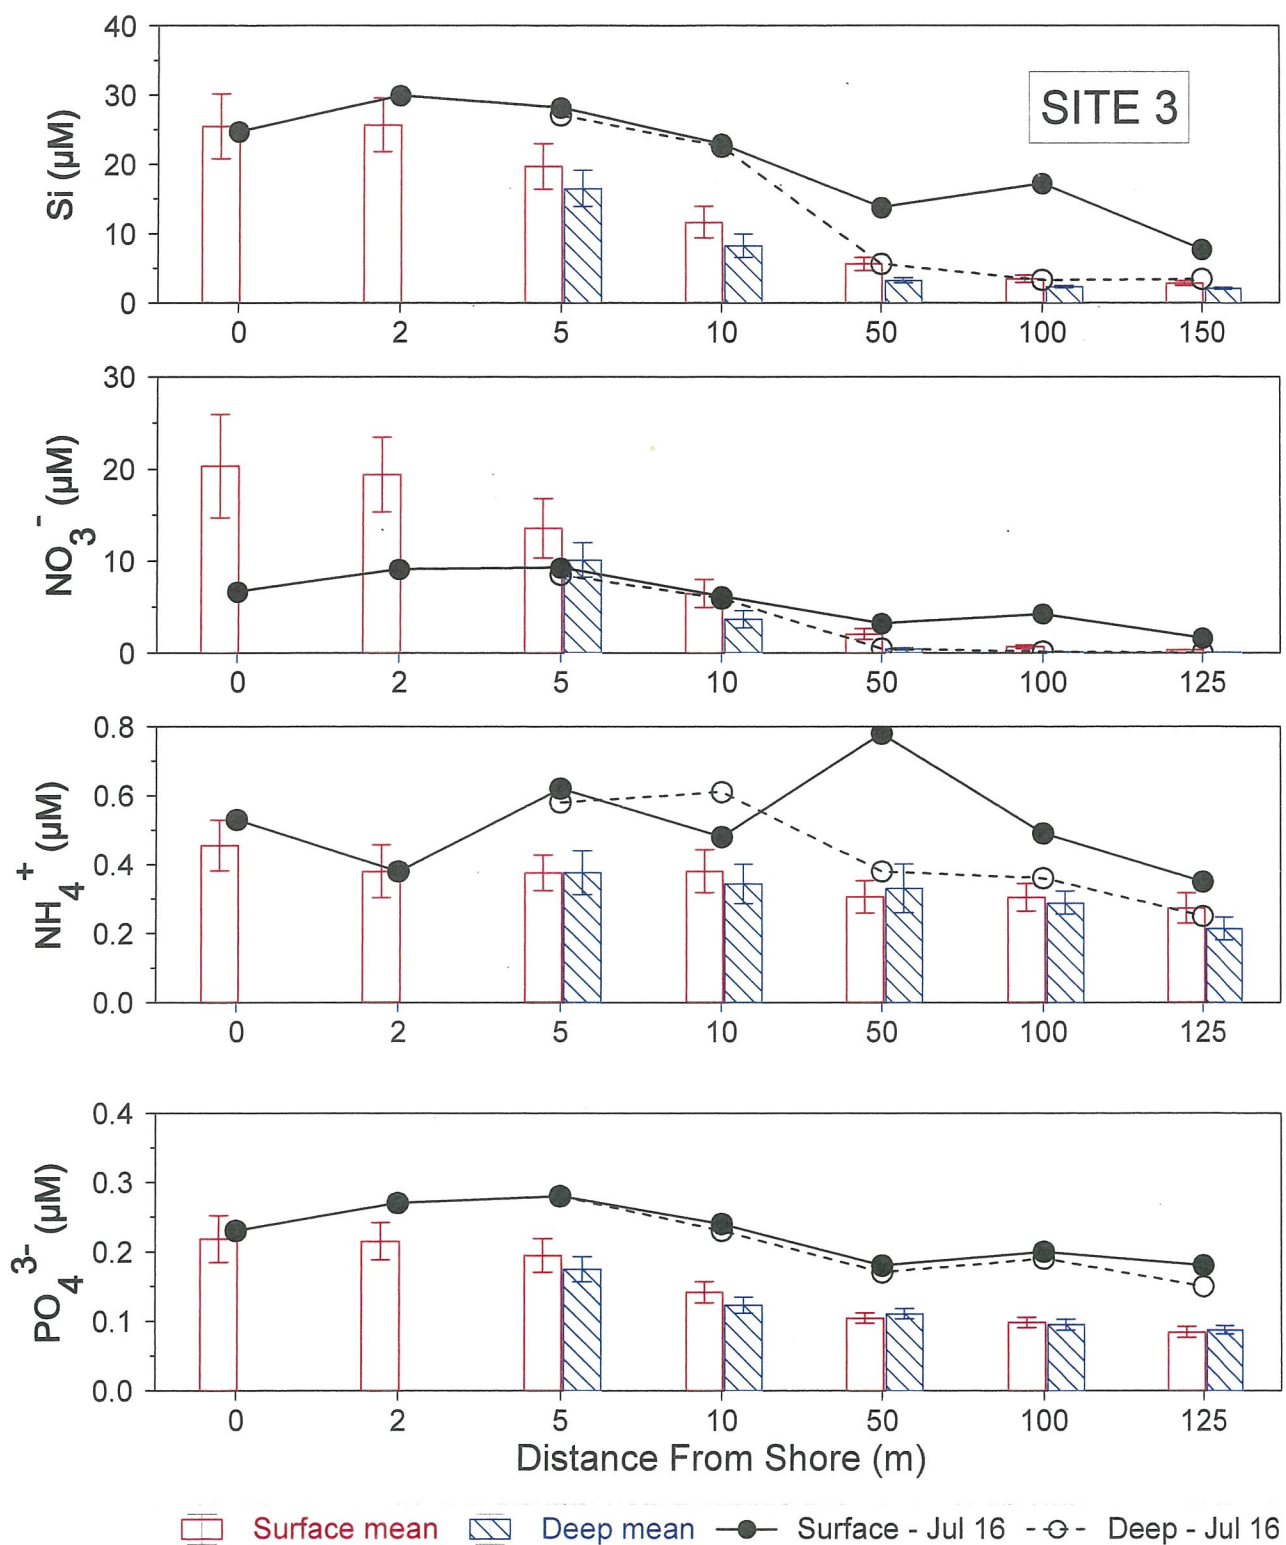 SITE 3
Si (µM)
40
30
20
10
0
0 2 5 10 50 100 150
NO3- (µM)
30
20
10
0
0 2 5 10 50 100 125
NH4+ (µM)
0.8
0.6
0.4
0.2
0.0
0 2 5 10 50 100 125
PO43- (µM)
0.4
0.3
0.2
0.1
0.0
0 2 5 10 50 100 125
Distance From Shore (m)
Surface mean Deep mean Surface - Jul 16 Deep - Jul 16